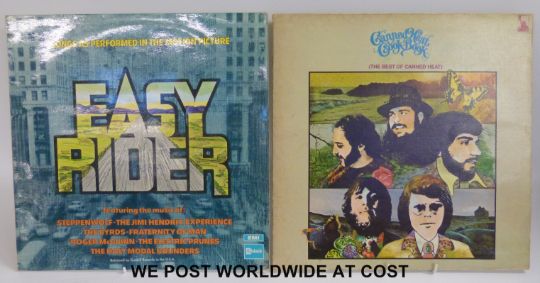 SONGS AS PERFORMED IN THE MOTION PICTURE
EASY
RIDER
featuring the music of:
STEPPENWOLF · THE JIMI HENDRIX EXPERIENCE
THE BYRDS · FRATERNITY OF MAN
ROGER McGUINN · THE ELECTRIC PRUNES
THE HOLY MODAL ROUNDERS
EMI
Canned Heat
Cook Book
(THE BEST OF CANNED HEAT)
WE POST WORLDWIDE AT COST